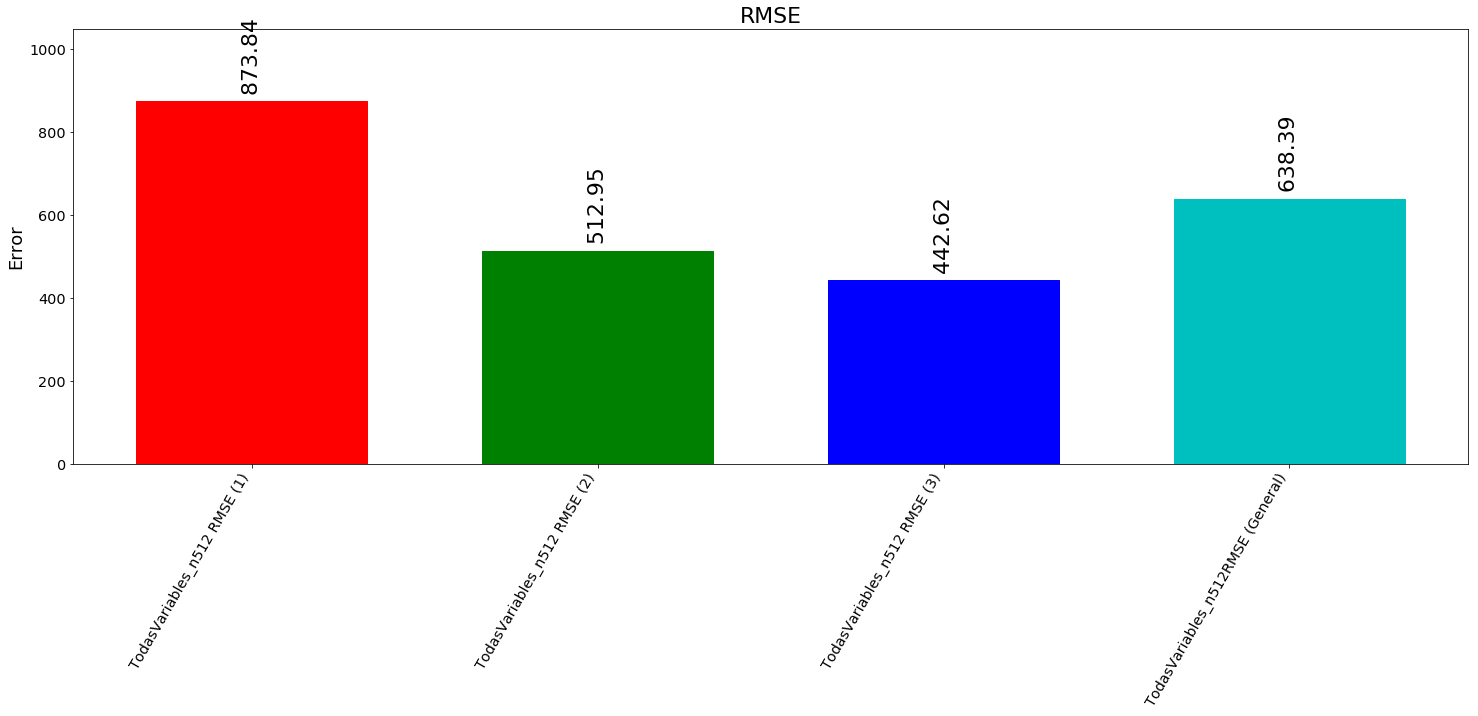 RMSE
1000
800
600
400
200
0
Error
873.84
512.95
442.62
638.39
TodasVariables_n512 RMSE (1)
TodasVariables_n512 RMSE (2)
TodasVariables_n512 RMSE (3)
TodasVariables_n512RMSE (General)